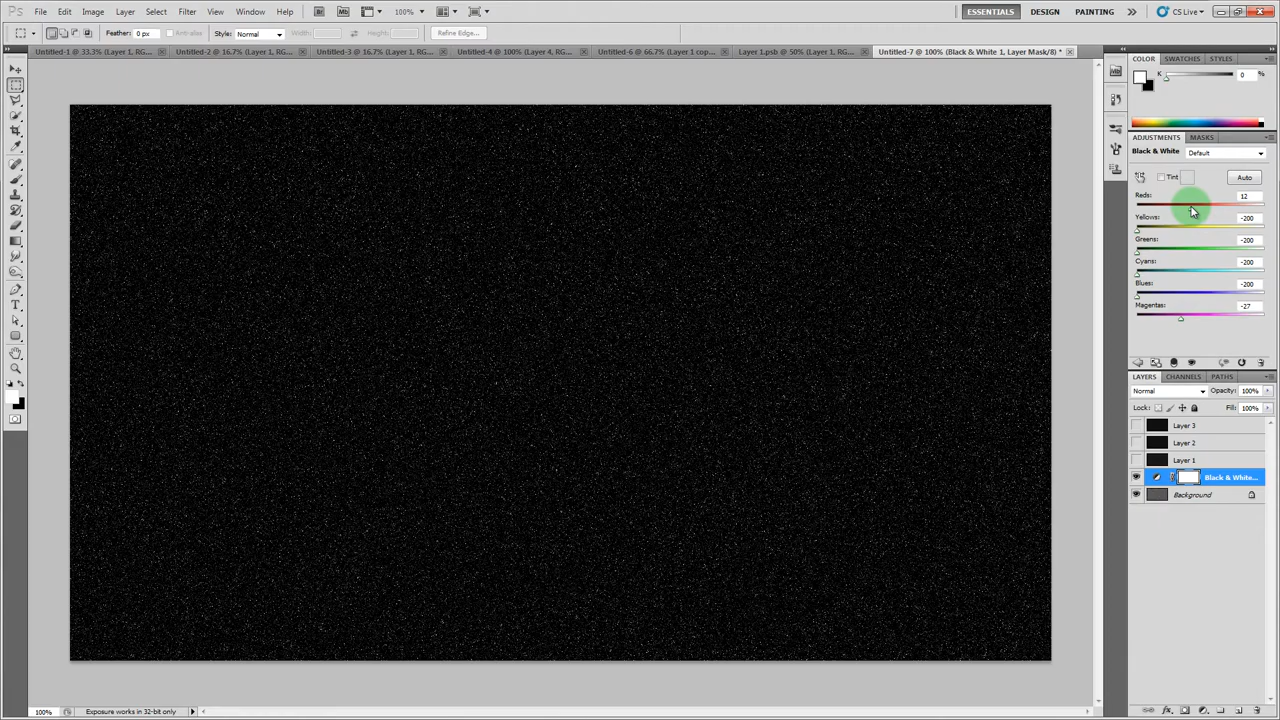 Ps File Edit Image Layer Select Filter View Window Help Mb 100% ESSENTIALS DESIGN PAINTING CS Live
Feather: 0 px Anti-alias Style: Normal Width: Height: Refine Edge...
Untitled-1 @ 33.3% (Layer 1, RG... Untitled-2 @ 16.7% (Layer 1, RG... Untitled-3 @ 16.7% (Layer 1, RG... Untitled-4 @ 100% (Layer 4, RG... Untitled-6 @ 66.7% (Layer 1 cop... Layer 1.psb @ 50% (Layer 1, RG... Untitled-7 @ 100% (Black & White 1, Layer Mask/8) *
COLOR SWATCHES STYLES
K 0 %
ADJUSTMENTS MASKS
Black & White Default
Tint Auto
Reds: 12
Yellows: -200
Greens: -200
Cyans: -200
Blues: -200
Magentas: -27
LAYERS CHANNELS PATHS
Normal Opacity: 100%
Lock: Fill: 100%
Layer 3
Layer 2
Layer 1
Black & White...
Background
100% Exposure works in 32-bit only